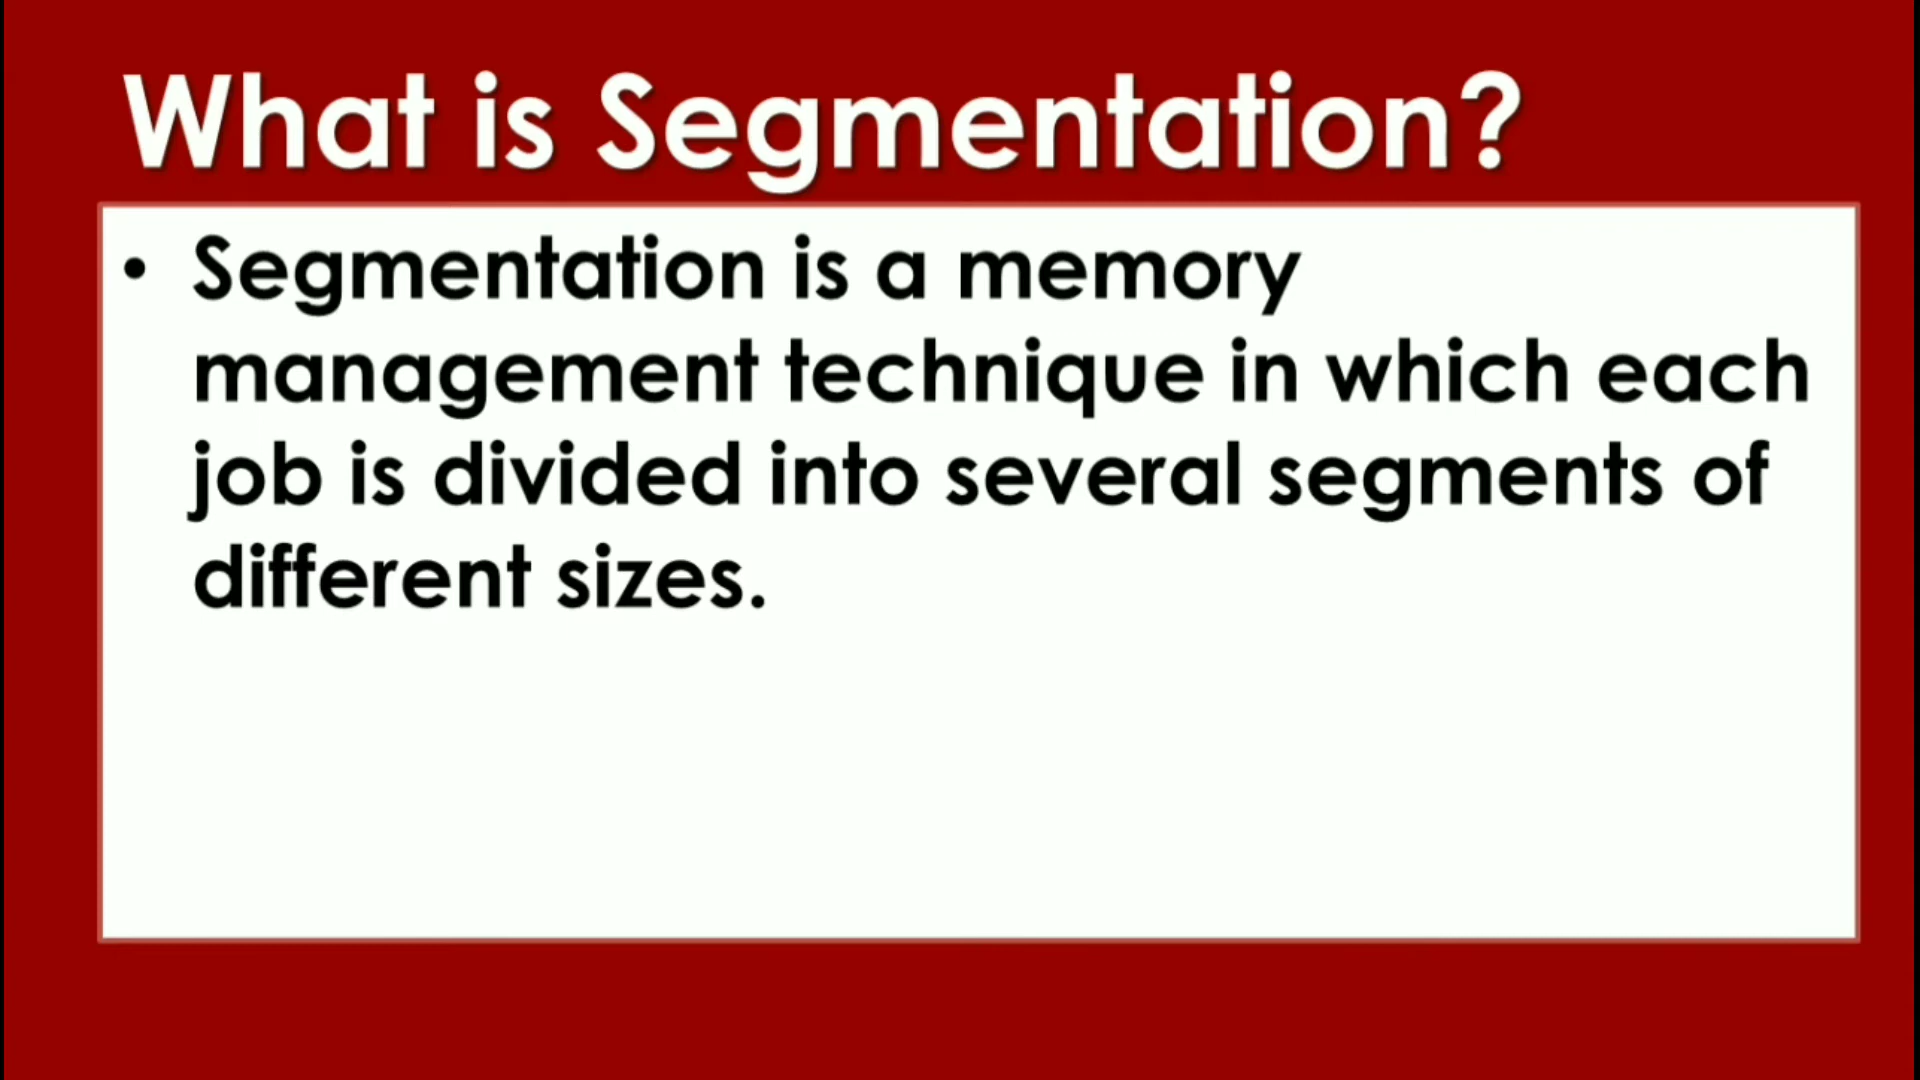 What is Segmentation?
• Segmentation is a memory
management technique in which each
job is divided into several segments of
different sizes.